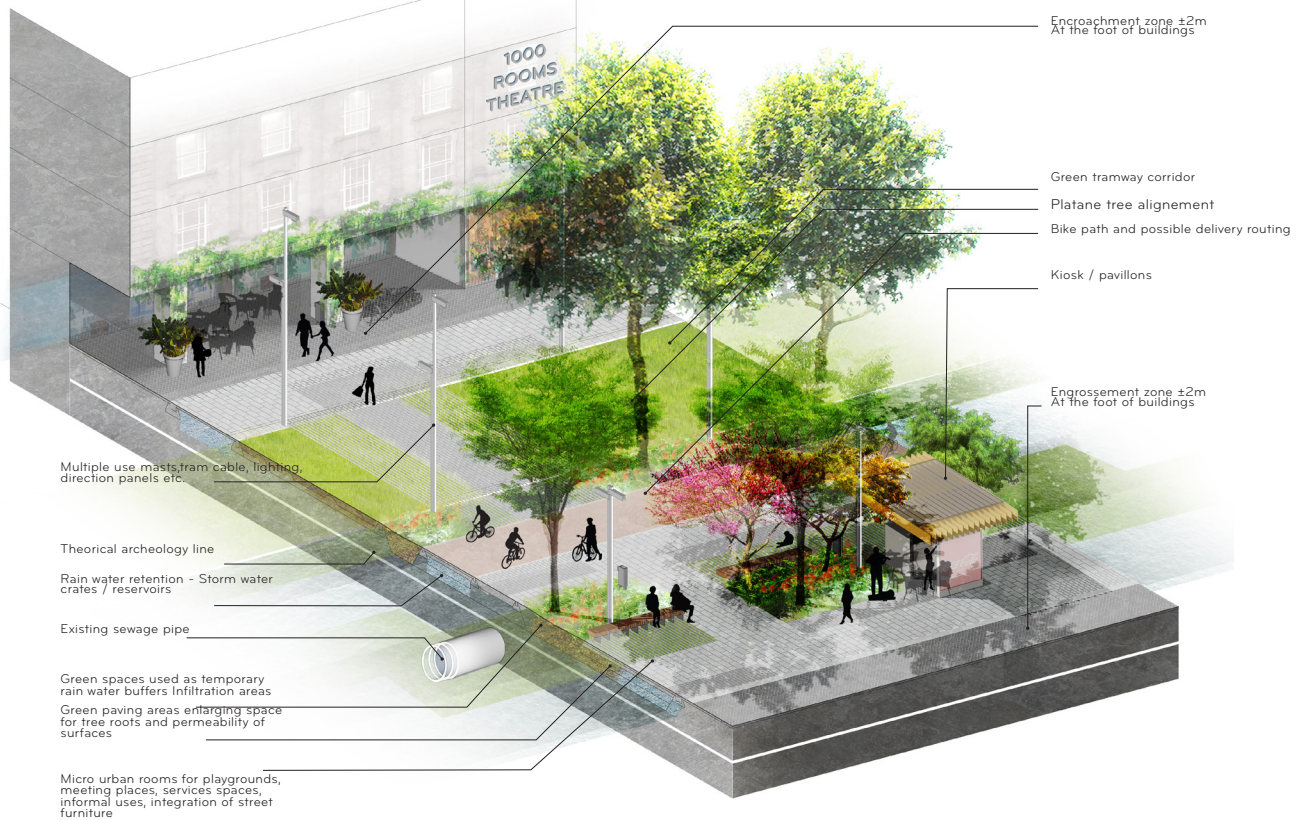 1000
ROOMS
THEATRE
Encroachment zone ±2m
At the foot of buildings
Green tramway corridor
Platane tree alignement
Bike path and possible delivery routing
Kiosk / pavillons
Engrossement zone ±2m
At the foot of buildings
Multiple use masts,tram cable, lighting,
direction panels etc.
Theorical archeology line
Rain water retention - Storm water
crates / reservoirs
Existing sewage pipe
Green spaces used as temporary
rain water buffers Infiltration areas
Green paving areas enlarging space
for tree roots and permeability of
surfaces
Micro urban rooms for playgrounds,
meeting places, services spaces,
informal uses, integration of street
furniture